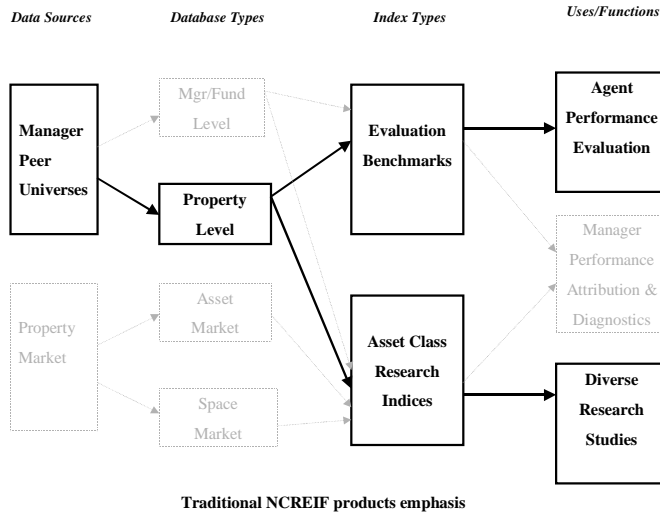 Data Sources
Database Types
Index Types
Uses/Functions
Manager
Peer
Universes
Mgr/Fund
Level
Property
Level
Evaluation
Benchmarks
Agent
Performance
Evaluation
Manager
Performance
Attribution &
Diagnostics
Property
Market
Asset
Market
Space
Market
Asset Class
Research
Indices
Diverse
Research
Studies
Traditional NCREIF products emphasis